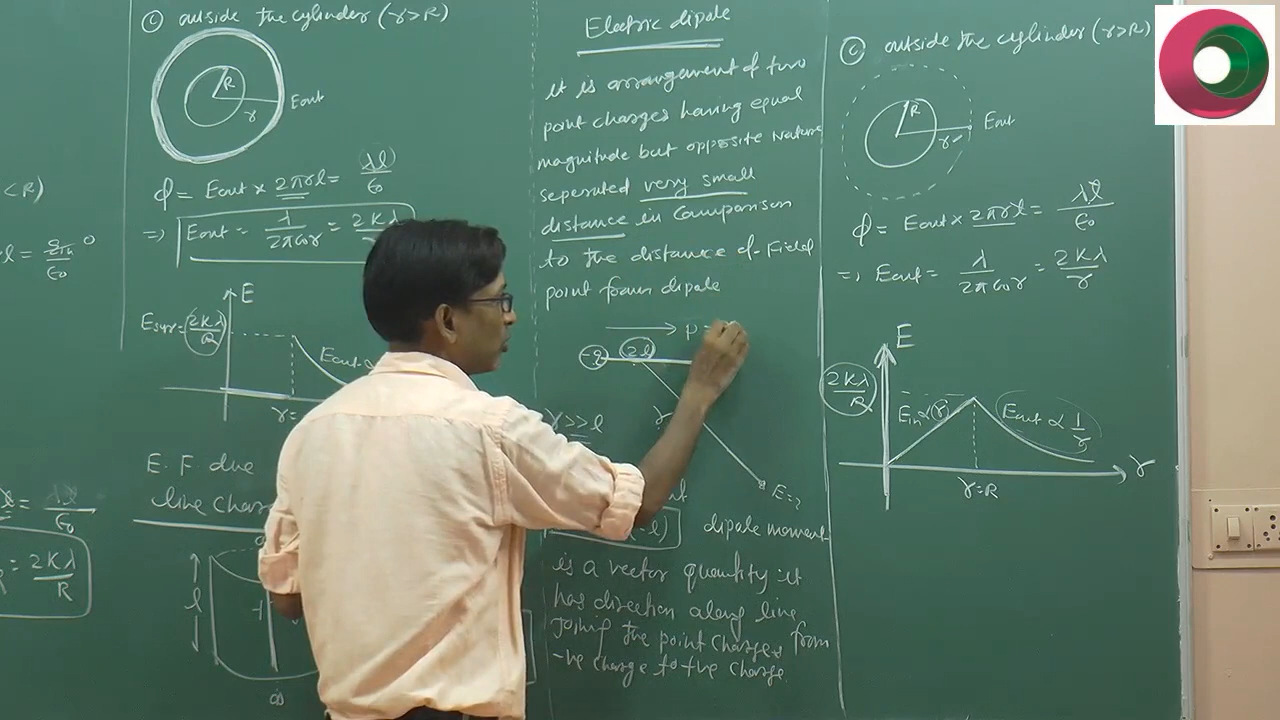 < R)
© outside the cylinder (r > R)
R
r
Eout
ϕ = Eout × 2πrl = λl/ϵ0
⇒ Eout = λ/2πϵ0r = 2Kλ
E
Esur = 2Kλ/R
Eout α
r =
E.F due
line charg
l
∞
λl/ϵ0
= 2Kλ/R
Electric dipole
it is arrangement of two
point charges having equal
magnitude but opposite Nature
seperated very small
distance in comparison
to the distance of Field
point from dipole
P =
-q
2l
r
r >> l
E = ?
l)
dipole moment
is a vector quantity it
has direction along line
joining the point charges from
-ve charge to +ve charge.
© outside the cylinder (r > R)
R
r
Eout
ϕ = Eout × 2πrl = λl/ϵ0
⇒ Eout = λ/2πϵ0r = 2Kλ/r
E
2Kλ/R
Ein α r
Eout α 1/r
r
r = R